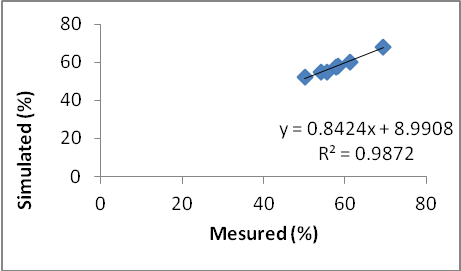 80
60
40
20
0
Simulated (%)
y = 0.8424x + 8.9908
R² = 0.9872
0 20 40 60 80
Mesured (%)